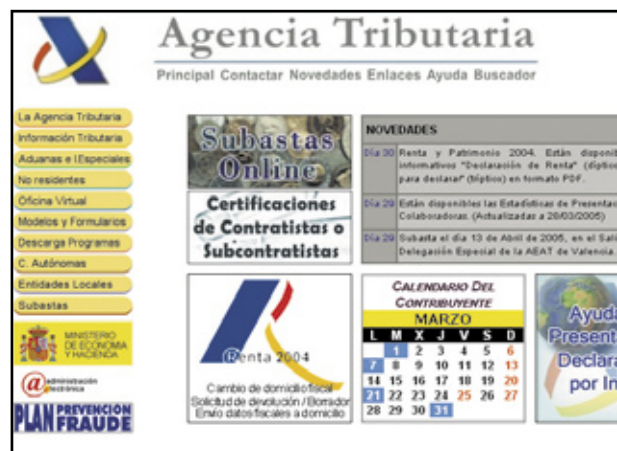 Agencia Tributaria
Principal Contactar Novedades Enlaces Ayuda Buscador
La Agencia Tributaria
Información Tributaria
Aduanas e I.Especiales
No residentes
Oficina Virtual
Modelos y Formularios
Descarga Programas
C. Autónomas
Entidades Locales
Subastas
MINISTERIO
DE ECONOMIA
Y HACIENDA
@administración
electrónica
PLAN PREVENCIÓN
FRAUDE
Subastas
Online
Certificaciones
de Contratistas o
Subcontratistas
NOVEDADES
Día 30 Renta y Patrimonio 2004. Están disponi
informativos "Declaración de Renta" (díptico
para declarar" (tríptico) en formato PDF.
Día 29 Están disponibles las Estadísticas de Presentac
Colaboradoras. (Actualizadas a 28/03/2005)
Día 29 Subasta el día 13 de Abril de 2005, en el Sal
Delegación Especial de la AEAT de Valencia.
Renta 2004
Cambio de domicilio fiscal
Solicitud de devolución / Borrador
Envío datos fiscales a domicilio
CALENDARIO DEL
CONTRIBUYENTE
MARZO
L M X J V S D
1 2 3 4 5 6
7 8 9 10 11 12 13
14 15 16 17 18 19 20
21 22 23 24 25 26 27
28 29 30 31
Ayuda
Present
Declara
por In